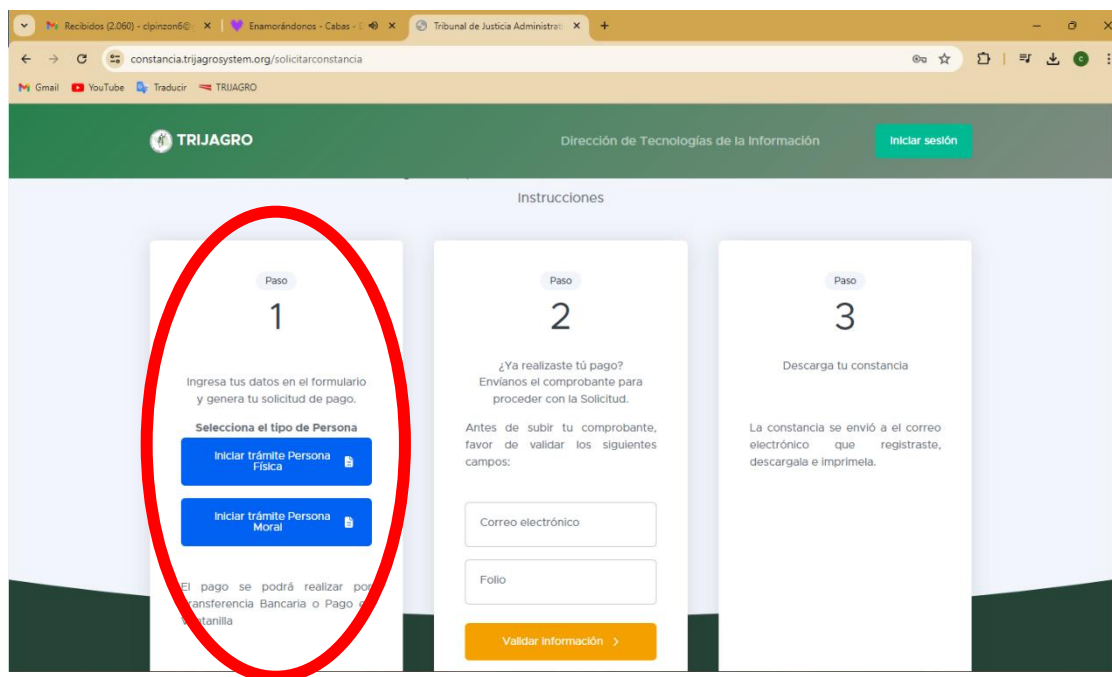 Recibidos (2.060) - clpinzon6@
Enamorándonos - Cabas -
Tribunal de Justicia Administrati
constancia.trijagrosystem.org/solicitarconstancia
Gmail
YouTube
Traducir
TRIJAGRO
TRIJAGRO
Dirección de Tecnologías de la Información
Iniciar sesión
Instrucciones
Paso
1
Ingresa tus datos en el formulario
y genera tu solicitud de pago.
Selecciona el tipo de Persona
Iniciar trámite Persona
Física
Iniciar trámite Persona
Moral
El pago se podrá realizar por
Transferencia Bancaria o Pago en
Ventanilla
Paso
2
¿Ya realizaste tú pago?
Envíanos el comprobante para
proceder con la Solicitud.
Antes de subir tu comprobante,
favor de validar los siguientes
campos:
Correo electrónico
Folio
Validar información
Paso
3
Descarga tu constancia
La constancia se envió a el correo
electrónico que registraste,
descargala e imprimela.